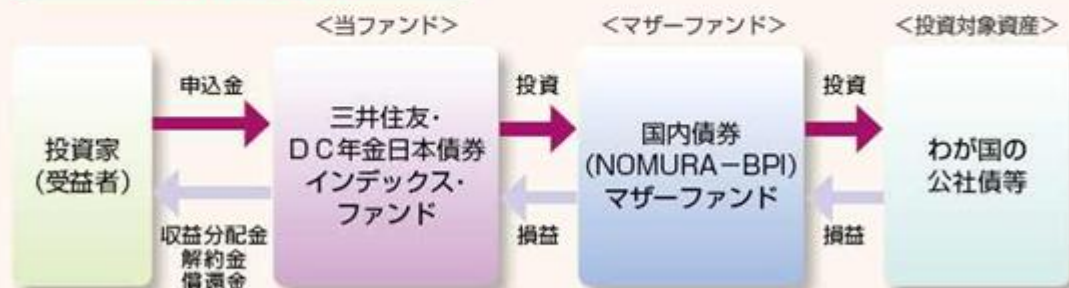 ＜当ファンド＞
＜マザーファンド＞
＜投資対象資産＞
投資家
(受益者)
申込金
収益分配金
解約金
償還金
三井住友・
ＤＣ年金日本債券
インデックス・
ファンド
投資
損益
国内債券
(NOMURA－BPI)
マザーファンド
投資
損益
わが国の
公社債等